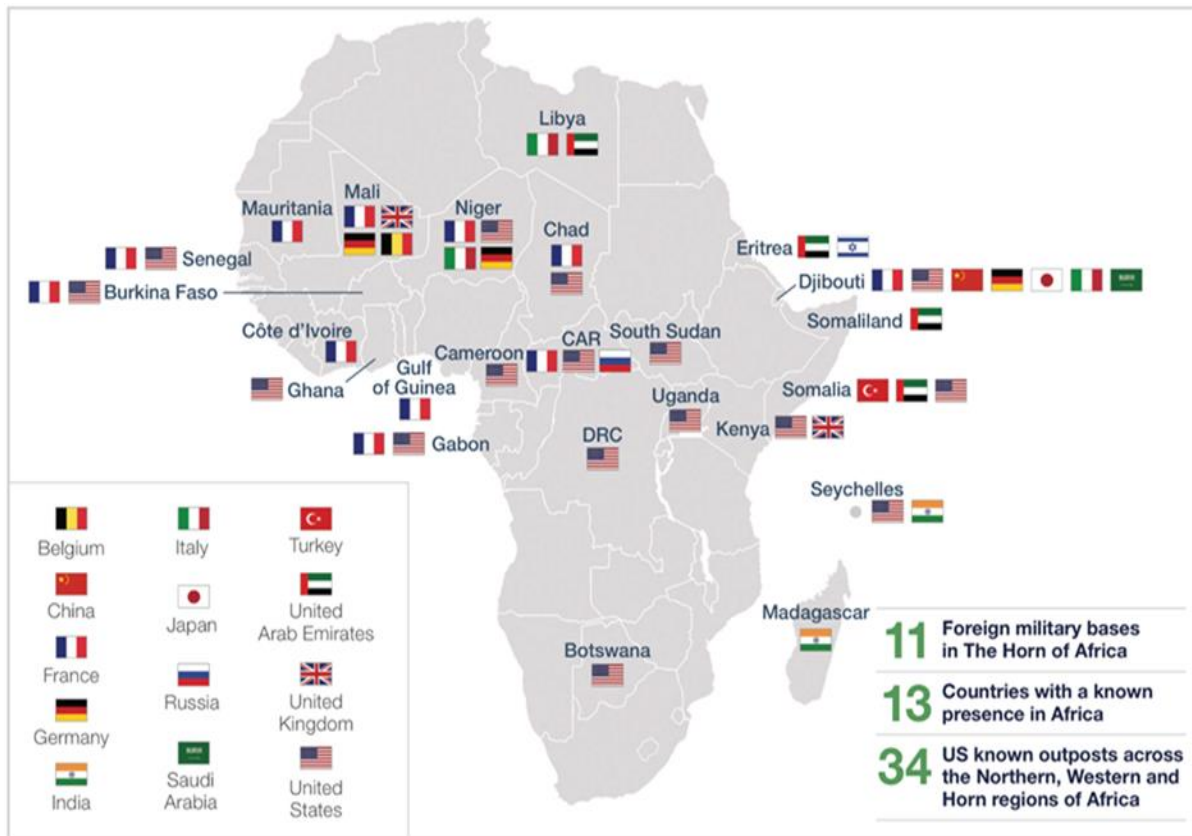 Libya
Mali
Mauritania
Niger
Chad
Eritrea
Senegal
Djibouti
Burkina Faso
Somaliland
Côte d'Ivoire
South Sudan
CAR
Cameroon
Gulf
of Guinea
Ghana
Somalia
Uganda
Kenya
DRC
Gabon
Seychelles
Madagascar
Botswana
Belgium
Italy
Turkey
China
Japan
United
Arab Emirates
France
Russia
United
Kingdom
Germany
Saudi
Arabia
United
States
India
11 Foreign military bases
in The Horn of Africa
13 Countries with a known
presence in Africa
34 US known outposts across
the Northern, Western and
Horn regions of Africa